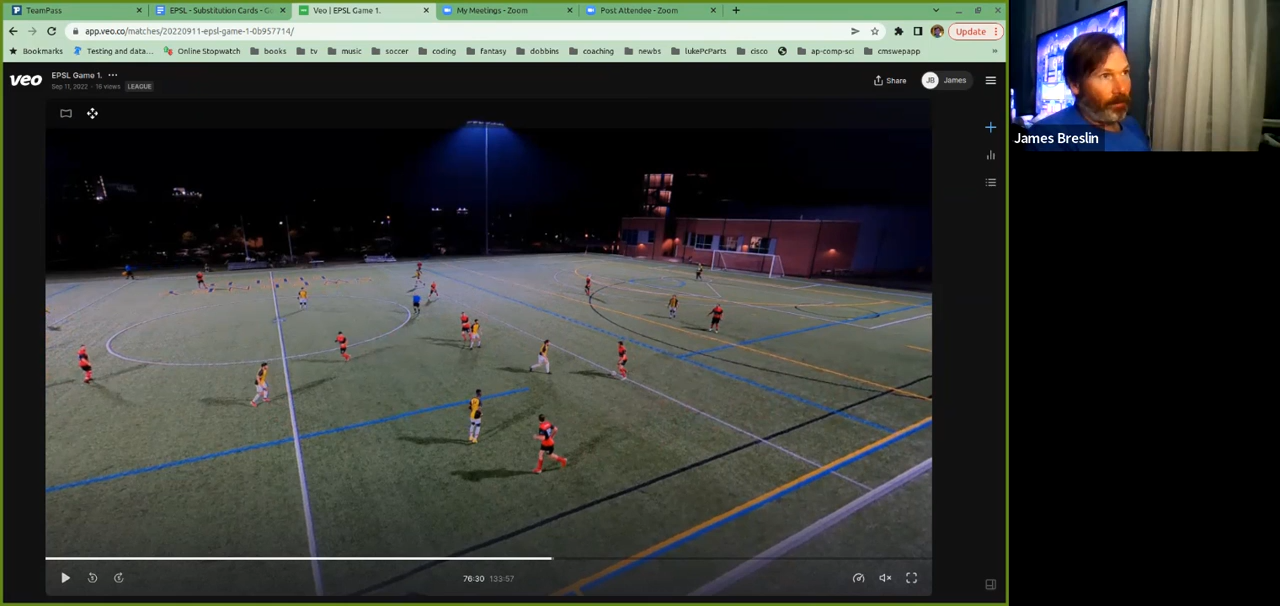 TeamPass
EPSL - Substitution Cards - G
Veo | EPSL Game 1.
My Meetings - Zoom
Post Attendee - Zoom
app.veo.co/matches/20220911-epsl-game-1-0b957714/
Update
Bookmarks
Testing and data...
Online Stopwatch
books
tv
music
soccer
coding
fantasy
dobbins
coaching
newbs
lukePcParts
cisco
ap-comp-sci
cmswepapp
»
veo
EPSL Game 1. ...
Sep 11, 2022 · 16 views LEAGUE
Share
JB James
James Breslin
5
5
76:30 133:57